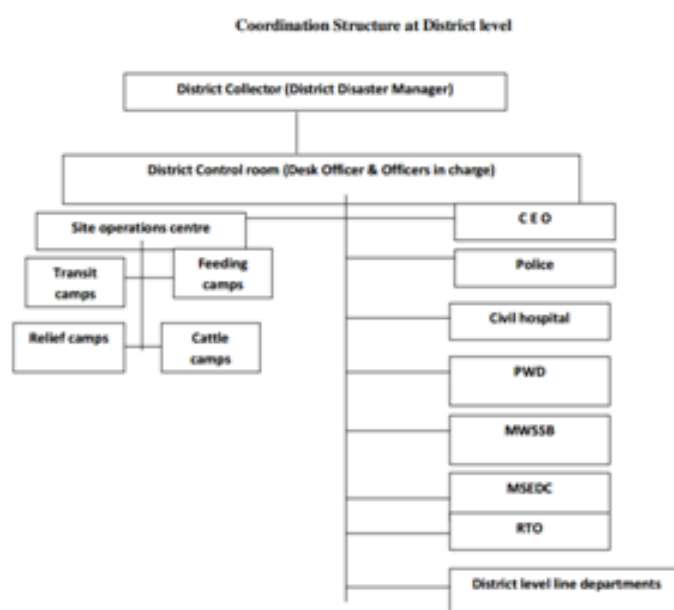 Coordination Structure at District level
District Collector (District Disaster Manager)
District Control room (Desk Officer & Officers in charge)
Site operations centre
Transit
camps
Feeding
camps
Relief camps
Cattle
camps
C E O
Police
Civil hospital
PWD
MWSSB
MSEDC
RTO
District level line departments